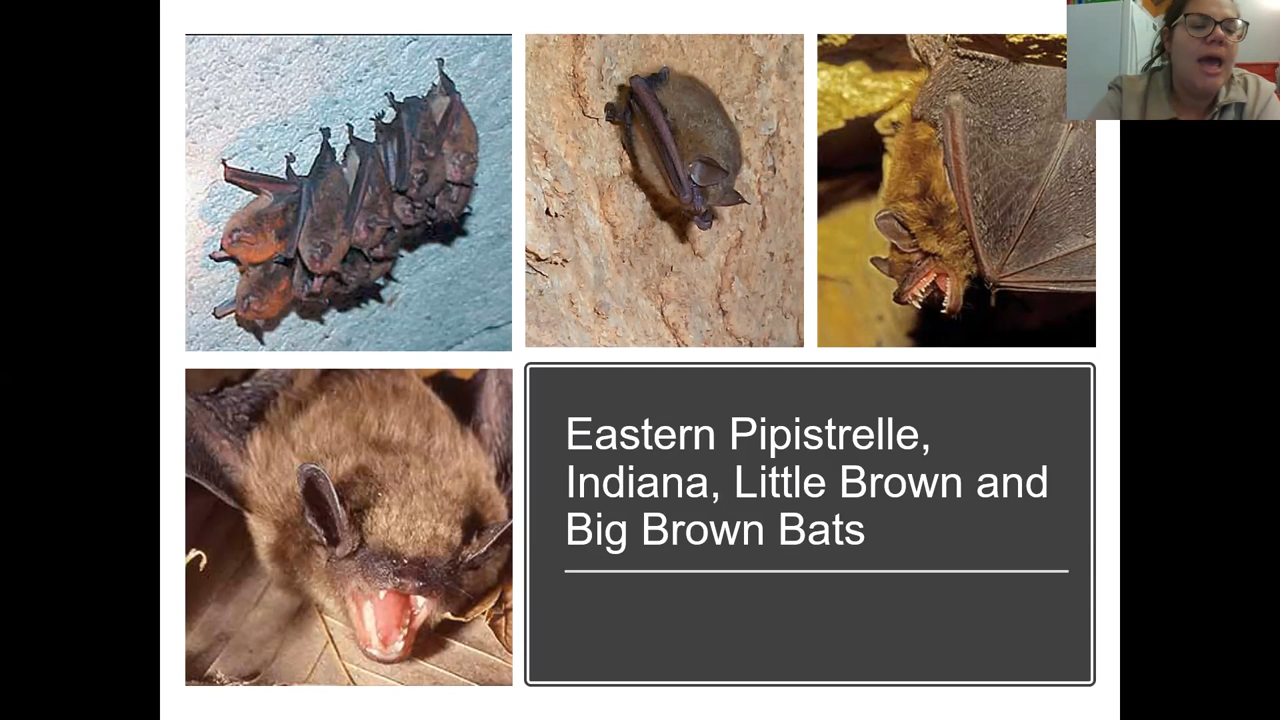 Eastern Pipistrelle,
Indiana, Little Brown and
Big Brown Bats